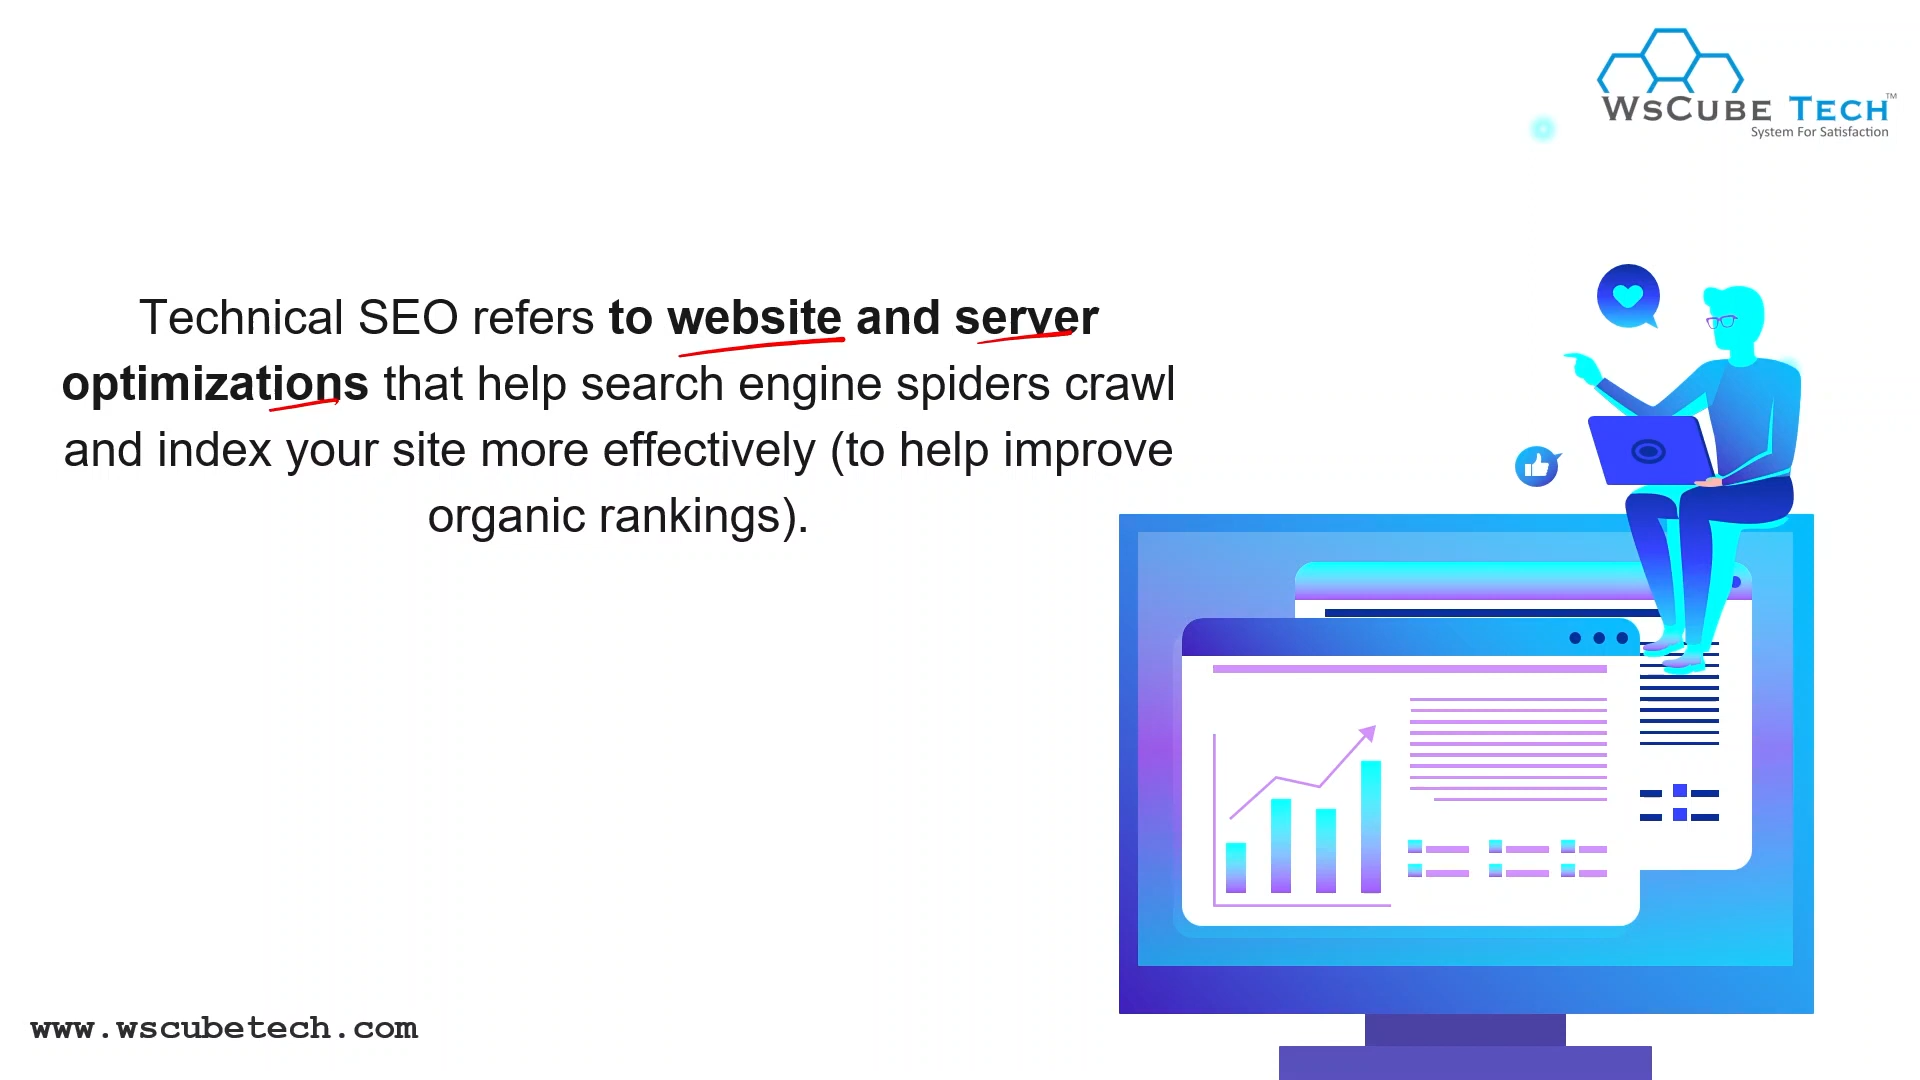 WsCube Tech™
System For Satisfaction
Technical SEO refers to website and server
optimizations that help search engine spiders crawl
and index your site more effectively (to help improve
organic rankings).
www.wscubetech.com